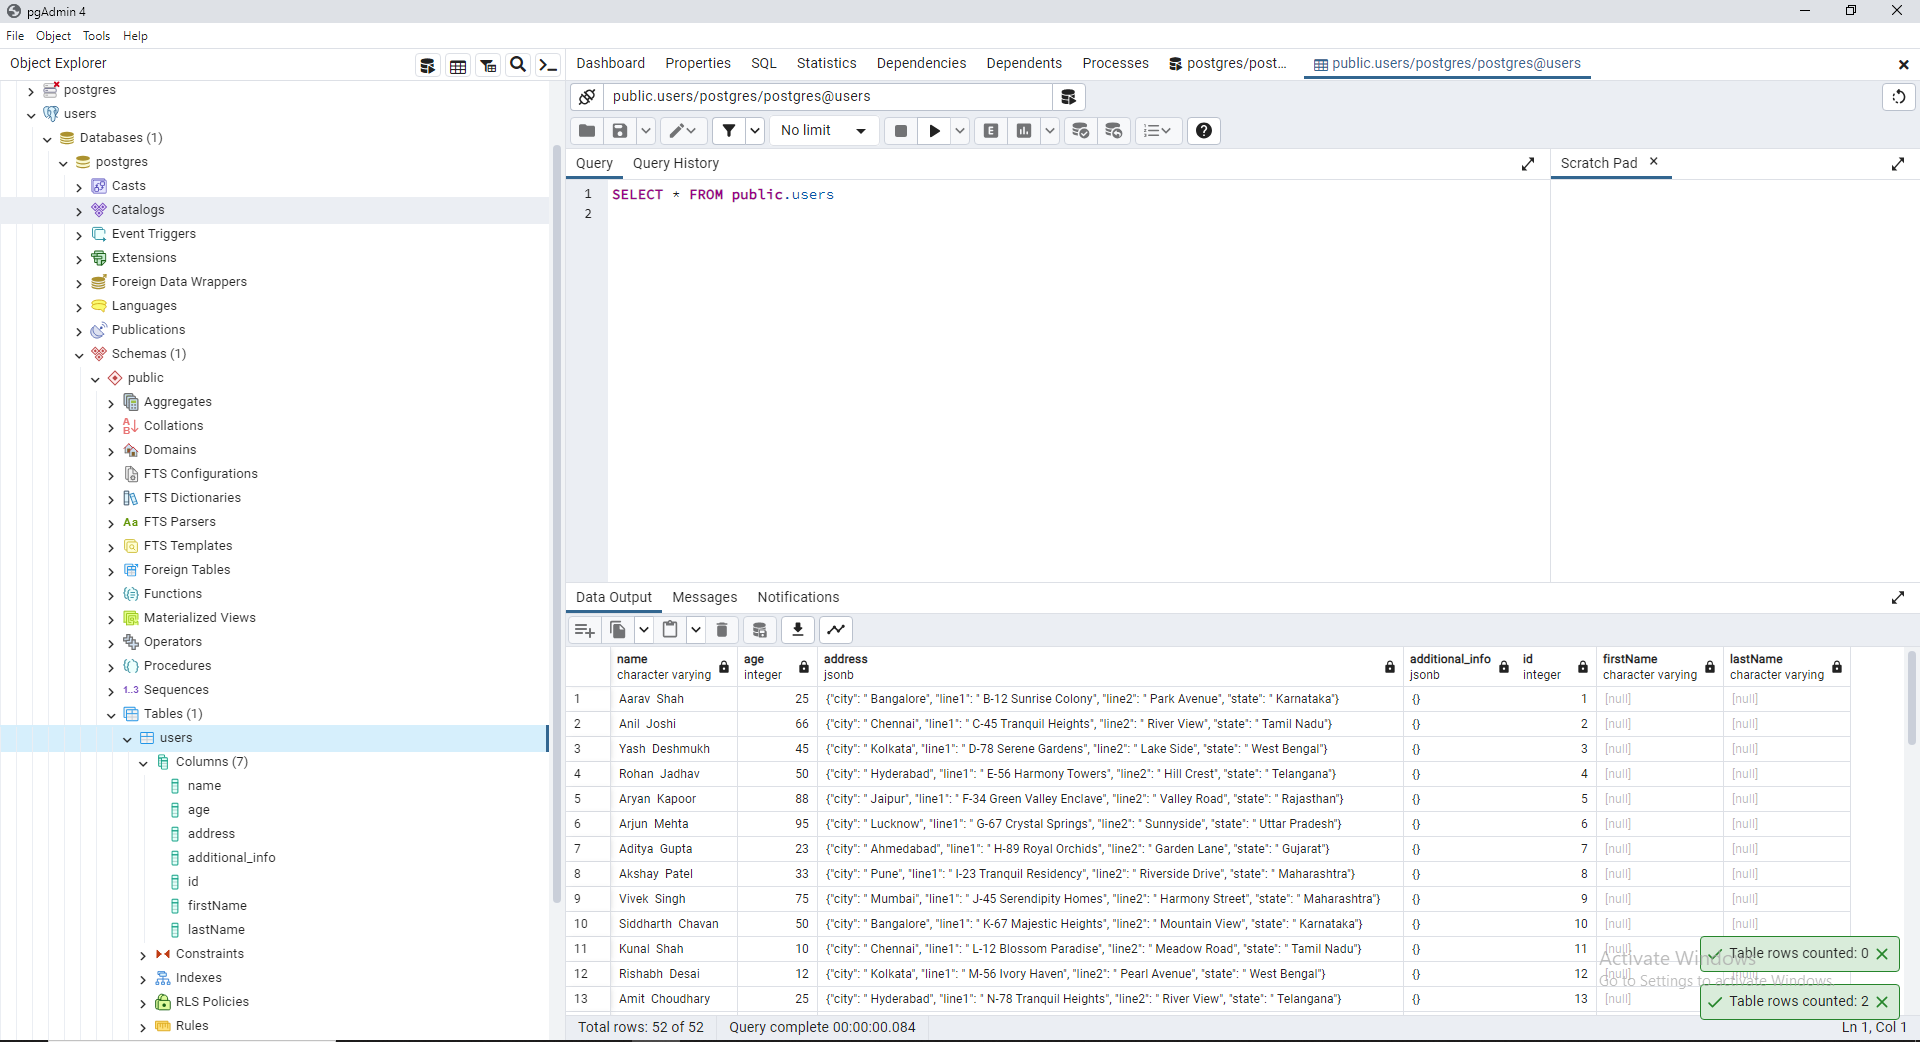 pgAdmin 4
File Object Tools Help
Object Explorer
postgres
users
Databases (1)
postgres
Casts
Catalogs
Event Triggers
Extensions
Foreign Data Wrappers
Languages
Publications
Schemas (1)
public
Aggregates
Collations
Domains
FTS Configurations
FTS Dictionaries
Aa FTS Parsers
FTS Templates
Foreign Tables
Functions
Materialized Views
Operators
Procedures
1..3 Sequences
Tables (1)
users
Columns (7)
name
age
address
additional_info
id
firstName
lastName
Constraints
Indexes
RLS Policies
Rules
Dashboard Properties SQL Statistics Dependencies Dependents Processes postgres/post... public.users/postgres/postgres@users
public.users/postgres/postgres@users
No limit E
Query Query History Scratch Pad
1 SELECT * FROM public.users
2
Data Output Messages Notifications
name age address additional_info id firstName lastName
character varying integer jsonb jsonb integer character varying character varying
1 Aarav Shah 25 {"city": " Bangalore", "line1": " B-12 Sunrise Colony", "line2": " Park Avenue", "state": " Karnataka"} {} 1 [null] [null]
2 Anil Joshi 66 {"city": " Chennai", "line1": " C-45 Tranquil Heights", "line2": " River View", "state": " Tamil Nadu"} {} 2 [null] [null]
3 Yash Deshmukh 45 {"city": " Kolkata", "line1": " D-78 Serene Gardens", "line2": " Lake Side", "state": " West Bengal"} {} 3 [null] [null]
4 Rohan Jadhav 50 {"city": " Hyderabad", "line1": " E-56 Harmony Towers", "line2": " Hill Crest", "state": " Telangana"} {} 4 [null] [null]
5 Aryan Kapoor 88 {"city": " Jaipur", "line1": " F-34 Green Valley Enclave", "line2": " Valley Road", "state": " Rajasthan"} {} 5 [null] [null]
6 Arjun Mehta 95 {"city": " Lucknow", "line1": " G-67 Crystal Springs", "line2": " Sunnyside", "state": " Uttar Pradesh"} {} 6 [null] [null]
7 Aditya Gupta 23 {"city": " Ahmedabad", "line1": " H-89 Royal Orchids", "line2": " Garden Lane", "state": " Gujarat"} {} 7 [null] [null]
8 Akshay Patel 33 {"city": " Pune", "line1": " I-23 Tranquil Residency", "line2": " Riverside Drive", "state": " Maharashtra"} {} 8 [null] [null]
9 Vivek Singh 75 {"city": " Mumbai", "line1": " J-45 Serendipity Homes", "line2": " Harmony Street", "state": " Maharashtra"} {} 9 [null] [null]
10 Siddharth Chavan 50 {"city": " Bangalore", "line1": " K-67 Majestic Heights", "line2": " Mountain View", "state": " Karnataka"} {} 10 [null] [null]
11 Kunal Shah 10 {"city": " Chennai", "line1": " L-12 Blossom Paradise", "line2": " Meadow Road", "state": " Tamil Nadu"} {} 11 [null]
12 Rishabh Desai 12 {"city": " Kolkata", "line1": " M-56 Ivory Haven", "line2": " Pearl Avenue", "state": " West Bengal"} {} 12 [null] [null]
13 Amit Choudhary 25 {"city": " Hyderabad", "line1": " N-78 Tranquil Heights", "line2": " River View", "state": " Telangana"} {} 13 [null]
Activate Windows
Go to Settings to activate Windows.
Table rows counted: 0
Table rows counted: 2
Total rows: 52 of 52 Query complete 00:00:00.084 Ln 1, Col 1